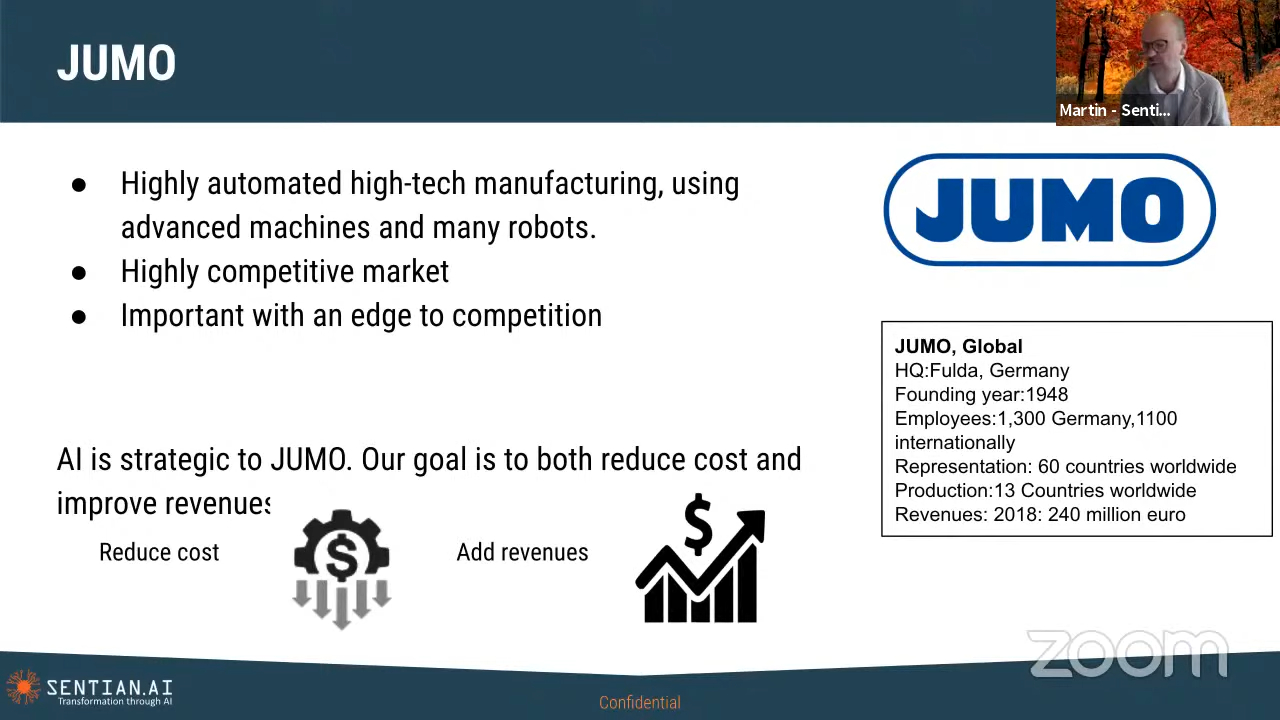 JUMO
Martin - Senti...
● Highly automated high-tech manufacturing, using
advanced machines and many robots.
● Highly competitive market
● Important with an edge to competition
JUMO
JUMO, Global
HQ:Fulda, Germany
Founding year:1948
Employees:1,300 Germany,1100
internationally
Representation: 60 countries worldwide
Production:13 Countries worldwide
Revenues: 2018: 240 million euro
AI is strategic to JUMO. Our goal is to both reduce cost and
improve revenues
Reduce cost
$
Add revenues
$
zoom
SENTIAN.AI
Transformation through AI
Confidential